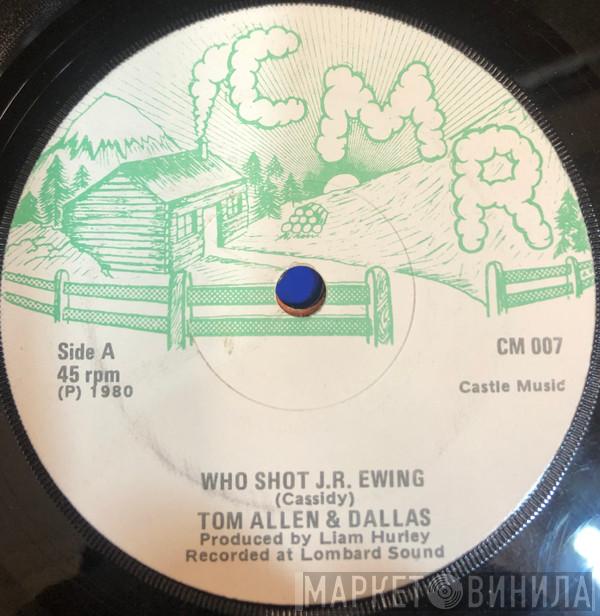 CMR
Side A
45 rpm
(P) 1980
CM 007
Castle Music
WHO SHOT J.R. EWING
(Cassidy)
TOM ALLEN & DALLAS
Produced by Liam Hurley
Recorded at Lombard Sound
МАРКЕТ ВИНИЛА